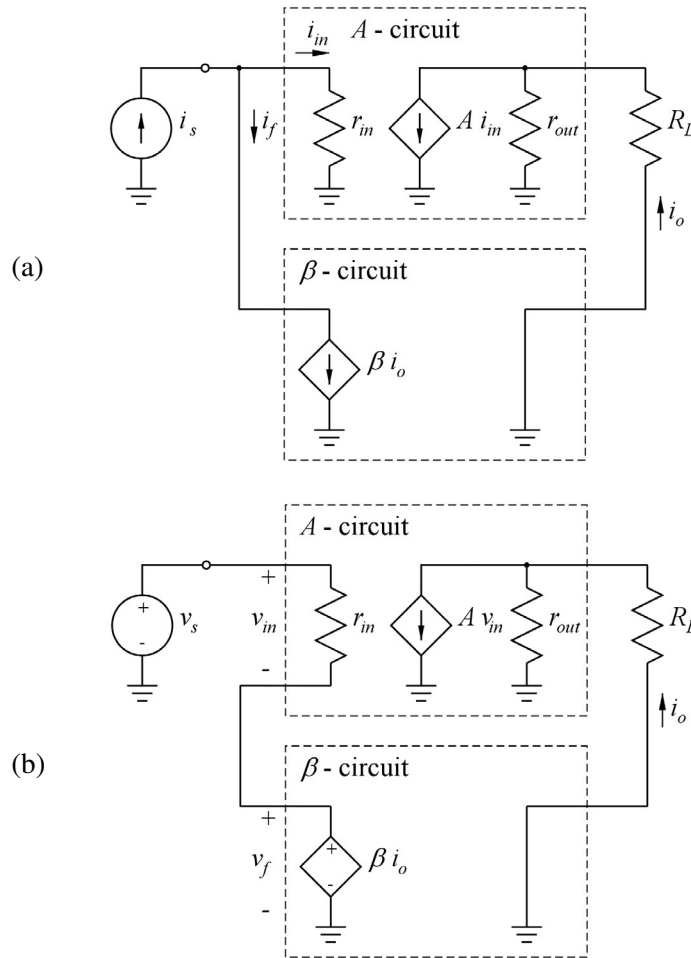 i_in
A - circuit
i_s
i_f
r_in
A i_in
r_out
R_L
i_o
(a)
β - circuit
β i_o
A - circuit
+
+
-
v_s
v_in
r_in
A v_in
r_out
R_L
-
i_o
(b)
β - circuit
+
v_f
+
-
β i_o
-